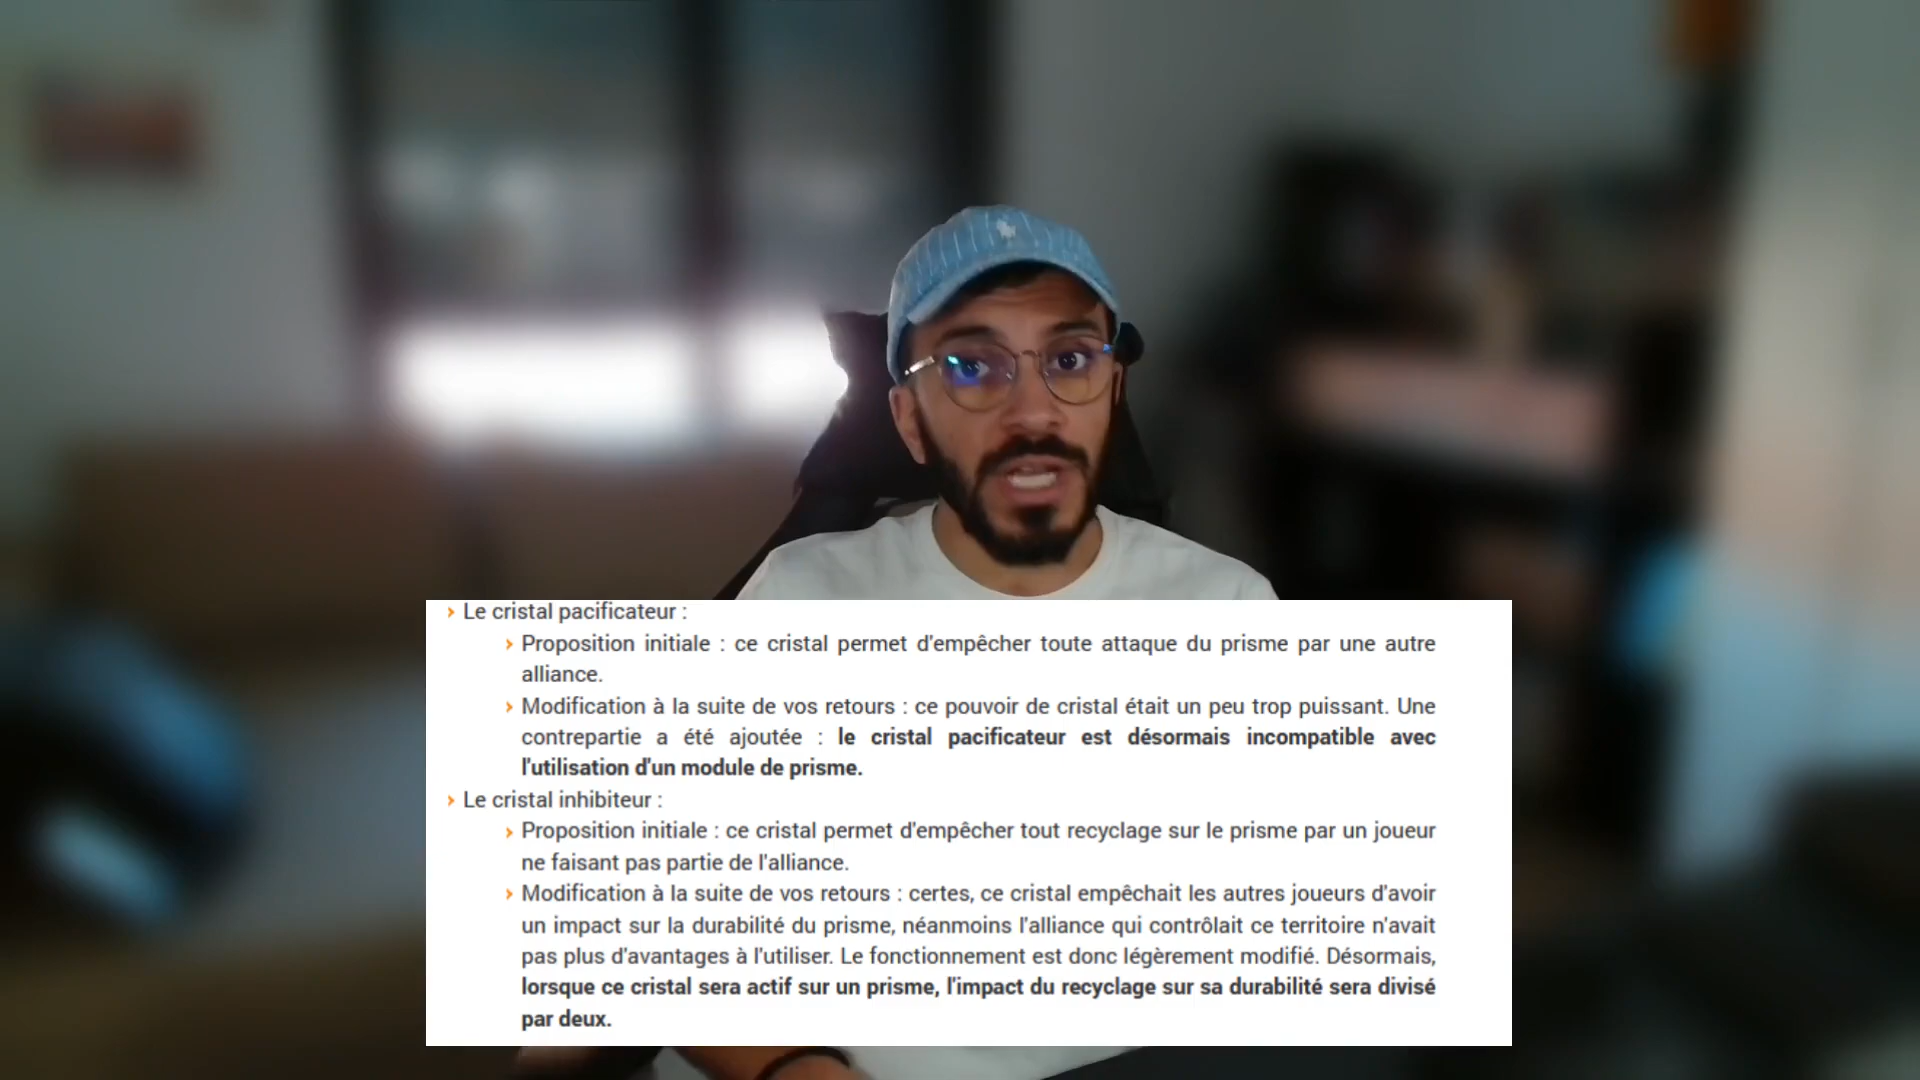 › Le cristal pacificateur :
› Proposition initiale : ce cristal permet d'empêcher toute attaque du prisme par une autre
alliance.
› Modification à la suite de vos retours : ce pouvoir de cristal était un peu trop puissant. Une
contrepartie a été ajoutée : le cristal pacificateur est désormais incompatible avec
l'utilisation d'un module de prisme.
› Le cristal inhibiteur :
› Proposition initiale : ce cristal permet d'empêcher tout recyclage sur le prisme par un joueur
ne faisant pas partie de l'alliance.
› Modification à la suite de vos retours : certes, ce cristal empêchait les autres joueurs d'avoir
un impact sur la durabilité du prisme, néanmoins l'alliance qui contrôlait ce territoire n'avait
pas plus d'avantages à l'utiliser. Le fonctionnement est donc légèrement modifié. Désormais,
lorsque ce cristal sera actif sur un prisme, l'impact du recyclage sur sa durabilité sera divisé
par deux.